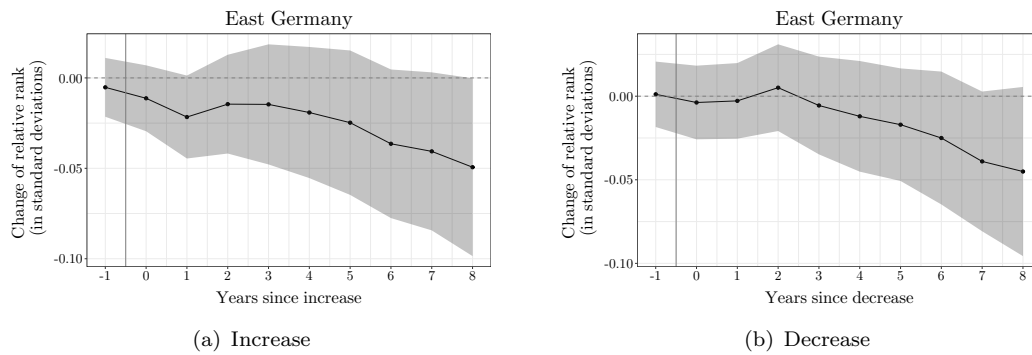 East Germany
Change of relative rank
(in standard deviations)
0.00
-0.05
-0.10
-1 0 1 2 3 4 5 6 7 8
Years since increase
(a) Increase
East Germany
Change of relative rank
(in standard deviations)
0.00
-0.05
-0.10
-1 0 1 2 3 4 5 6 7 8
Years since decrease
(b) Decrease